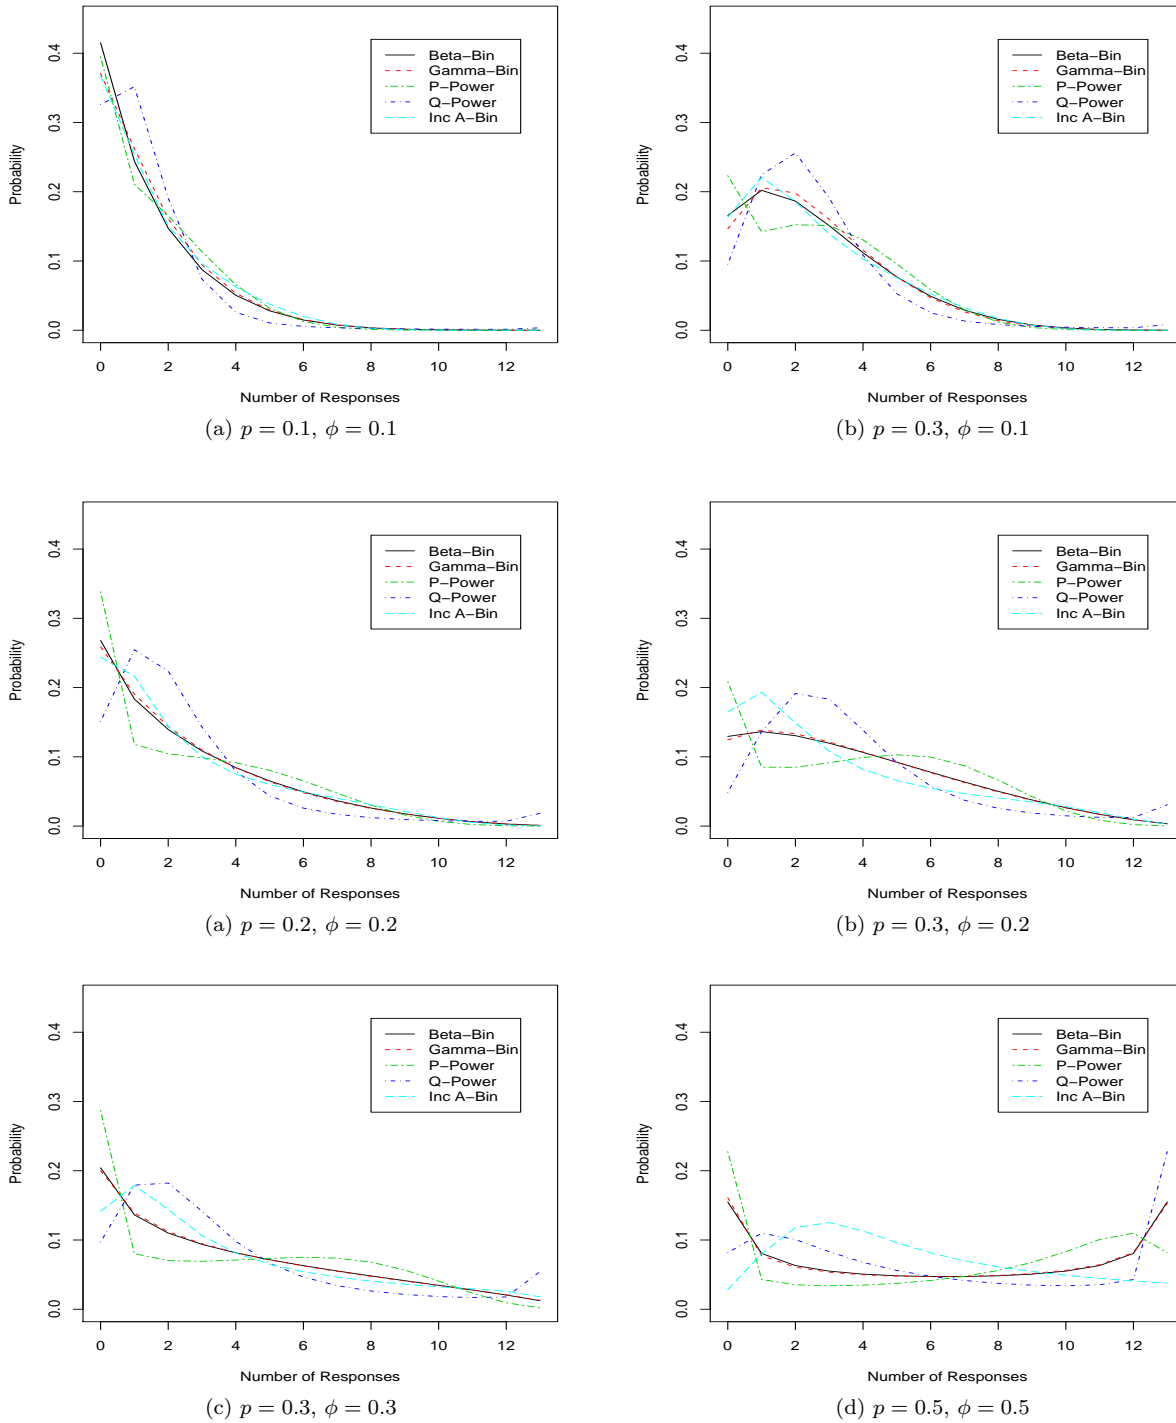 0.4
0.3
0.2
0.1
0.0
Probability
Beta−Bin
Gamma−Bin
P−Power
Q−Power
Inc A−Bin
0 2 4 6 8 10 12
Number of Responses
(a) p = 0.1, ϕ = 0.1
0.4
0.3
0.2
0.1
0.0
Probability
Beta−Bin
Gamma−Bin
P−Power
Q−Power
Inc A−Bin
0 2 4 6 8 10 12
Number of Responses
(b) p = 0.3, ϕ = 0.1
0.4
0.3
0.2
0.1
0.0
Probability
Beta−Bin
Gamma−Bin
P−Power
Q−Power
Inc A−Bin
0 2 4 6 8 10 12
Number of Responses
(a) p = 0.2, ϕ = 0.2
0.4
0.3
0.2
0.1
0.0
Probability
Beta−Bin
Gamma−Bin
P−Power
Q−Power
Inc A−Bin
0 2 4 6 8 10 12
Number of Responses
(b) p = 0.3, ϕ = 0.2
0.4
0.3
0.2
0.1
0.0
Probability
Beta−Bin
Gamma−Bin
P−Power
Q−Power
Inc A−Bin
0 2 4 6 8 10 12
Number of Responses
(c) p = 0.3, ϕ = 0.3
0.4
0.3
0.2
0.1
0.0
Probability
Beta−Bin
Gamma−Bin
P−Power
Q−Power
Inc A−Bin
0 2 4 6 8 10 12
Number of Responses
(d) p = 0.5, ϕ = 0.5